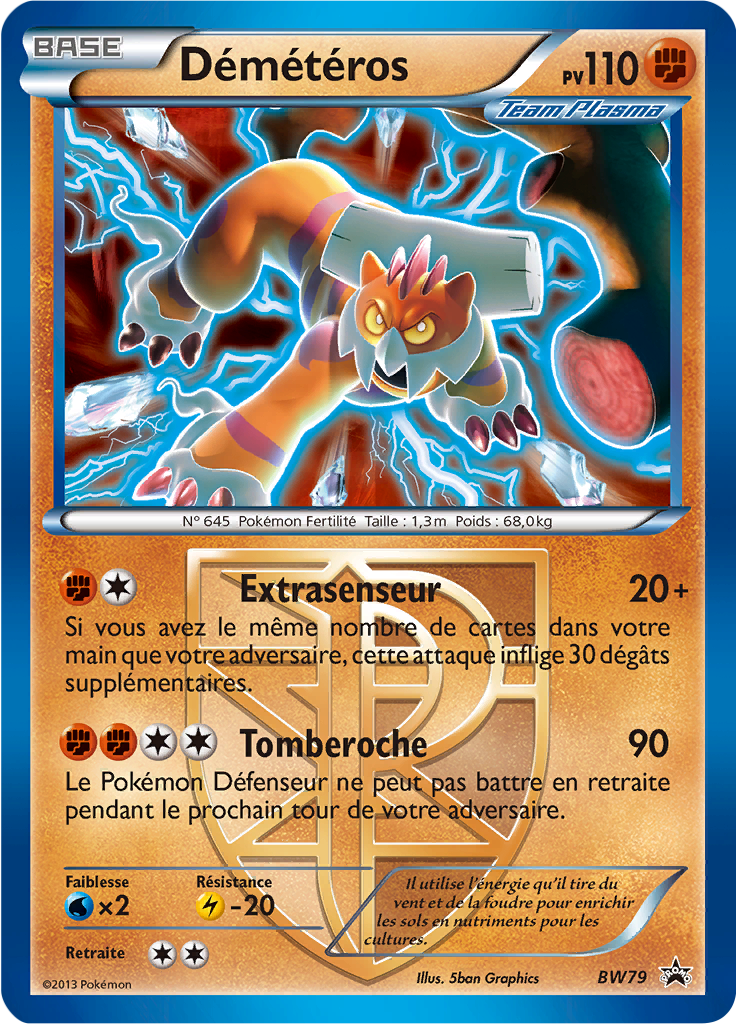 BASE
Démétéros
PV110
Team Plasma
N° 645 Pokémon Fertilité Taille : 1,3 m Poids : 68,0 kg
Extrasenseur 20+
Si vous avez le même nombre de cartes dans votre
main que votre adversaire, cette attaque inflige 30 dégâts
supplémentaires.
Tomberoche 90
Le Pokémon Défenseur ne peut pas battre en retraite
pendant le prochain tour de votre adversaire.
Faiblesse Résistance
×2 -20
Retraite
Il utilise l'énergie qu'il tire du
vent et de la foudre pour enrichir
les sols en nutriments pour les
cultures.
©2013 Pokémon
Illus. 5ban Graphics
BW79
PROMO